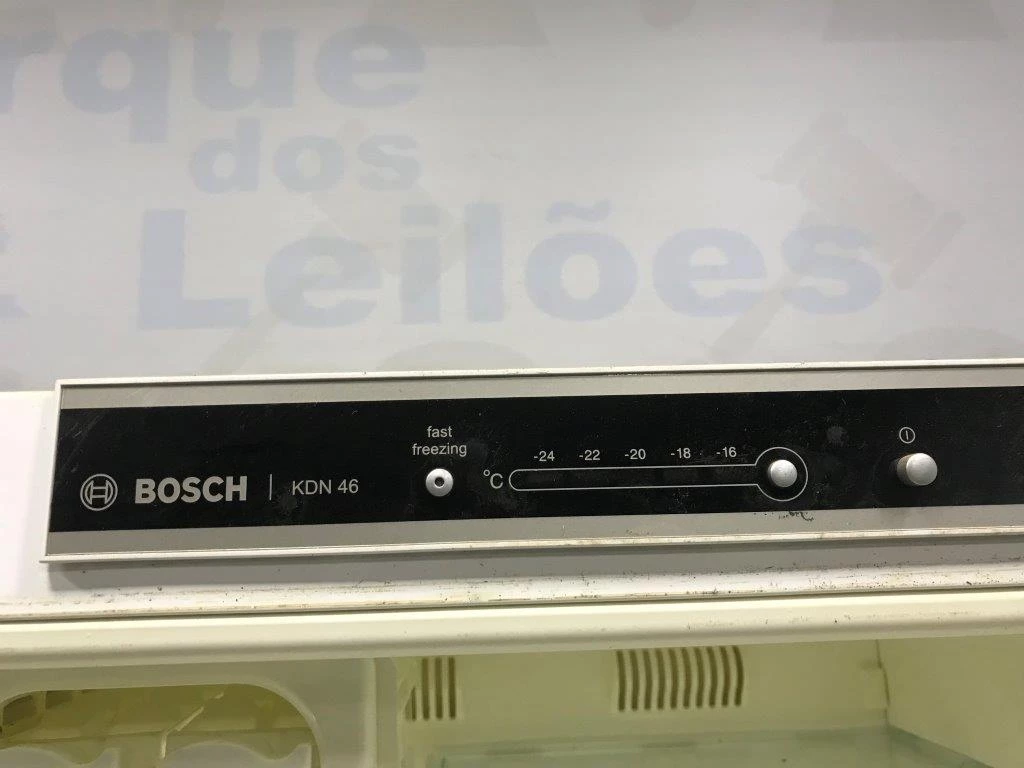 rque
dos
& Leilões
fast
freezing
-24 -22 -20 -18 -16
°C
BOSCH | KDN 46